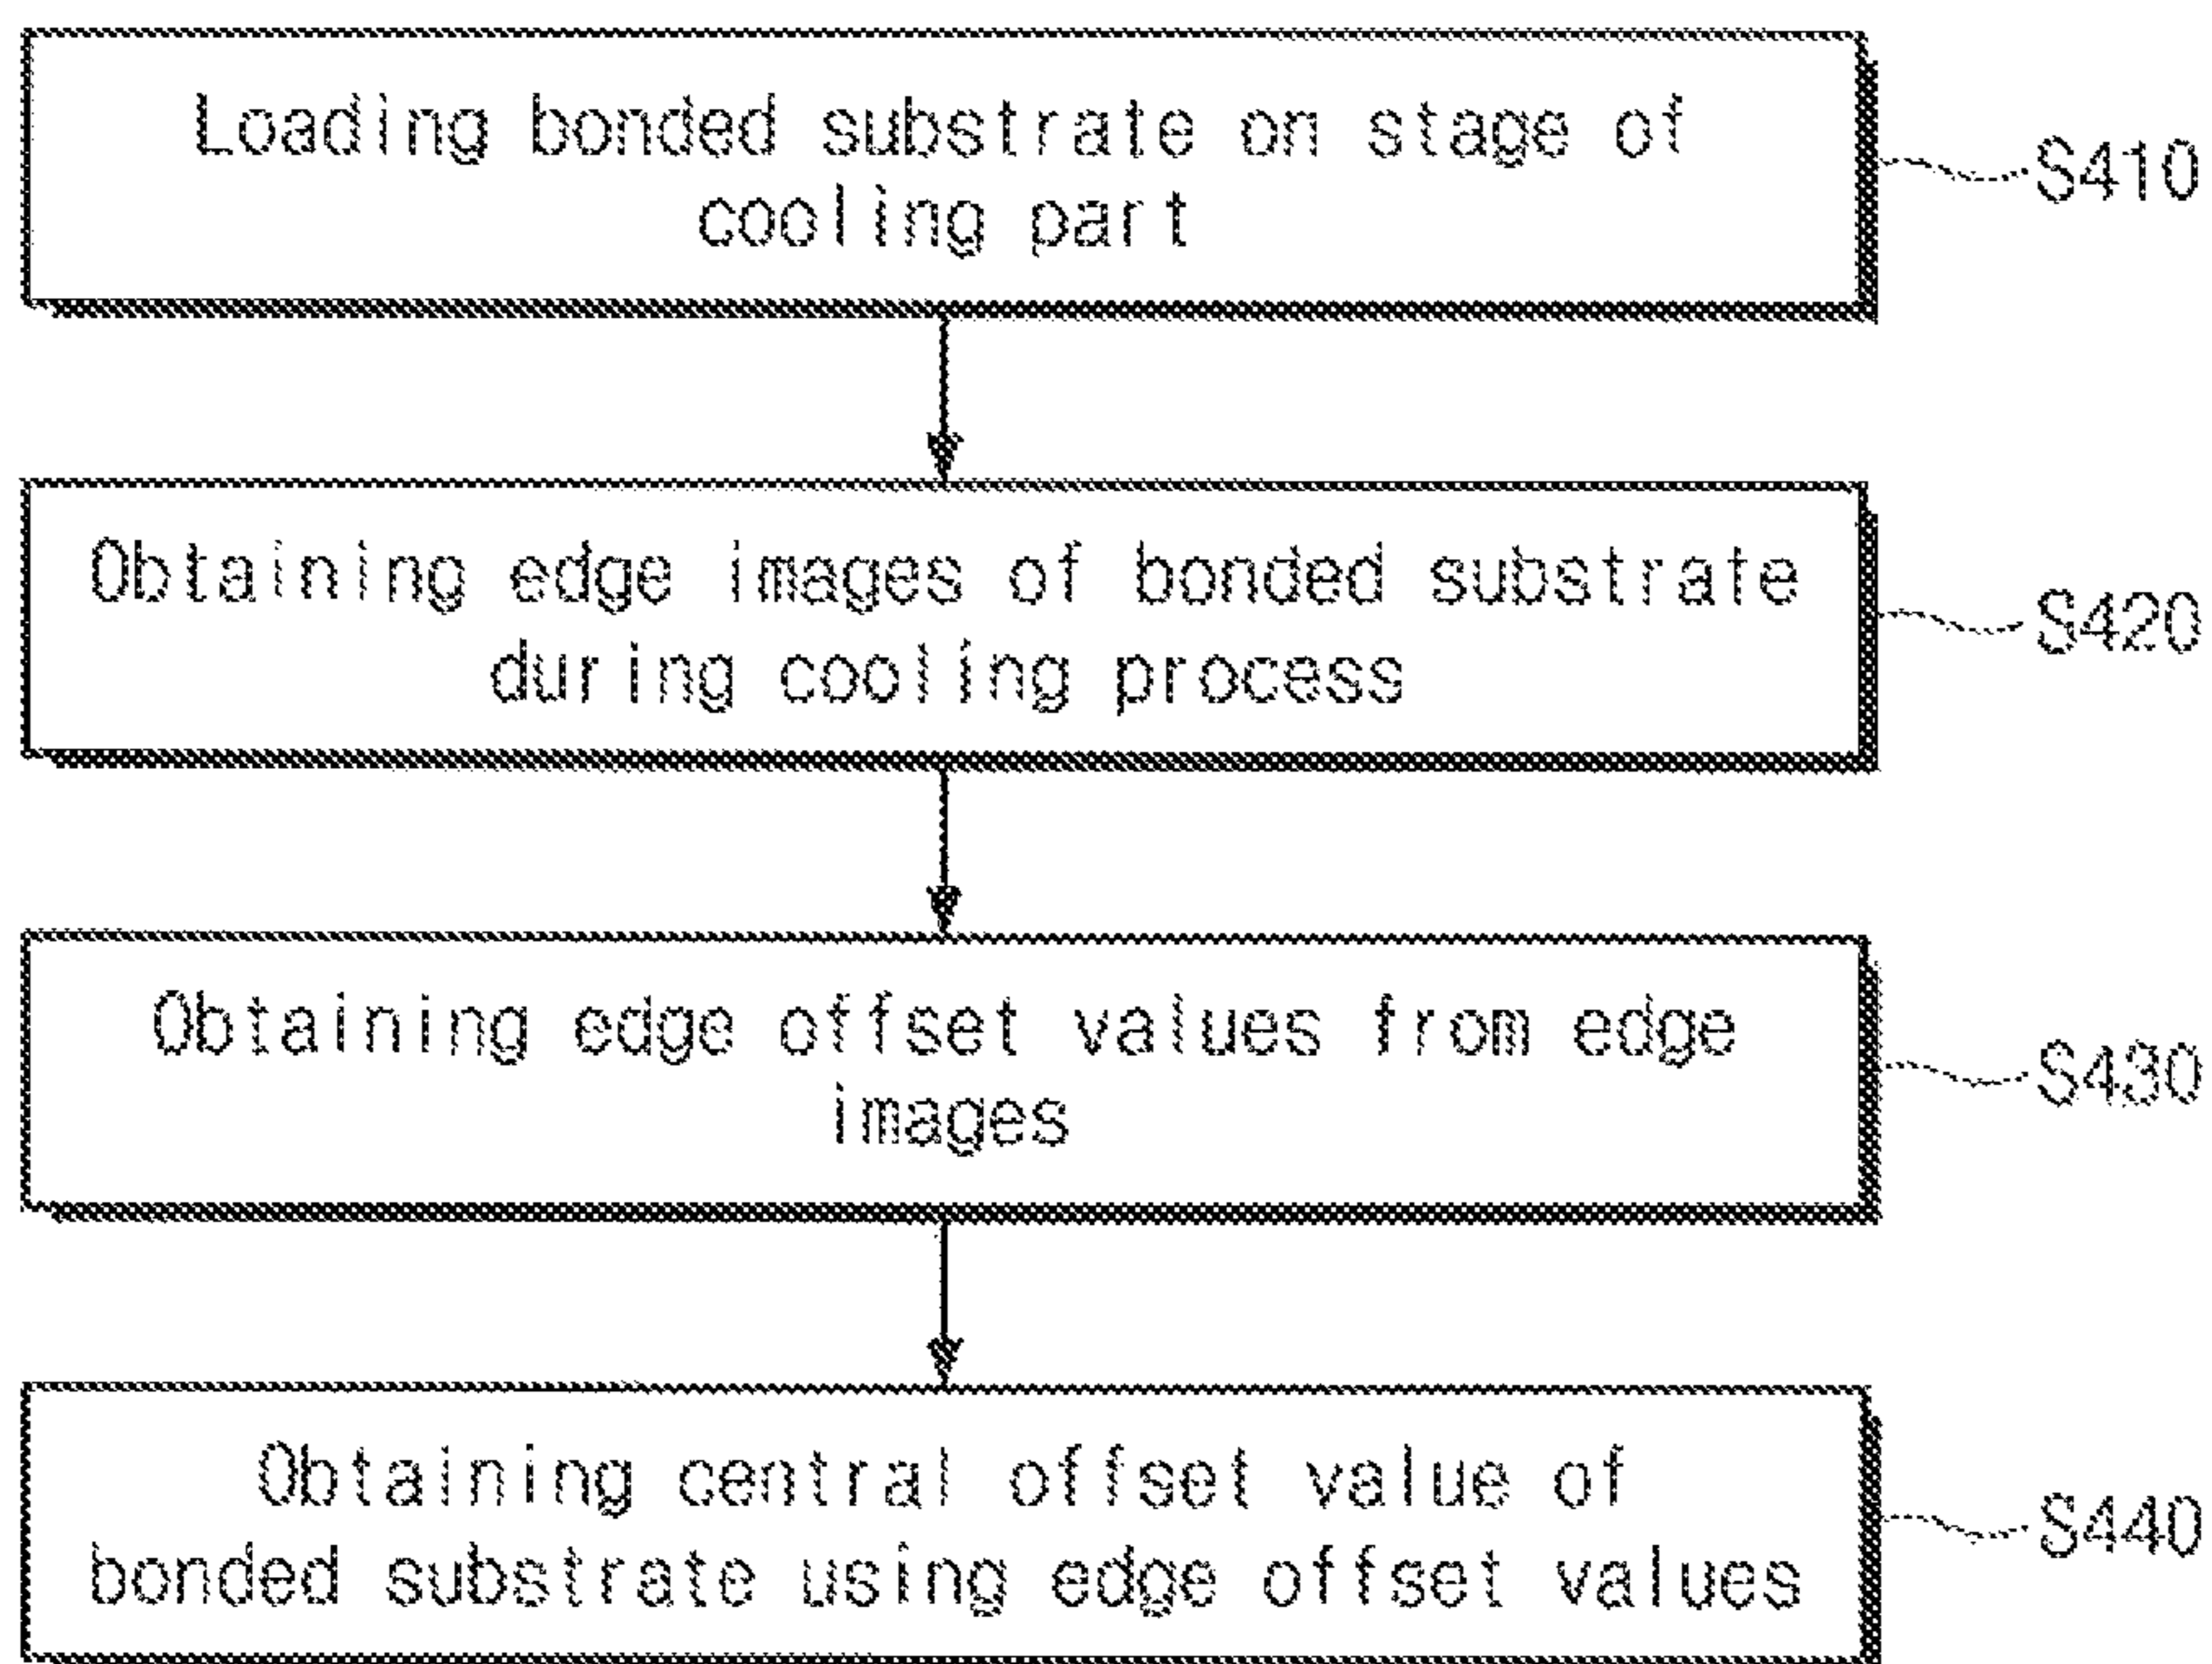 Loading bonded substrate on stage of
cooling part
S410
Obtaining edge images of bonded substrate
during cooling process
S420
Obtaining edge offset values from edge
images
S430
Obtaining central offset value of
bonded substrate using edge offset values
S440